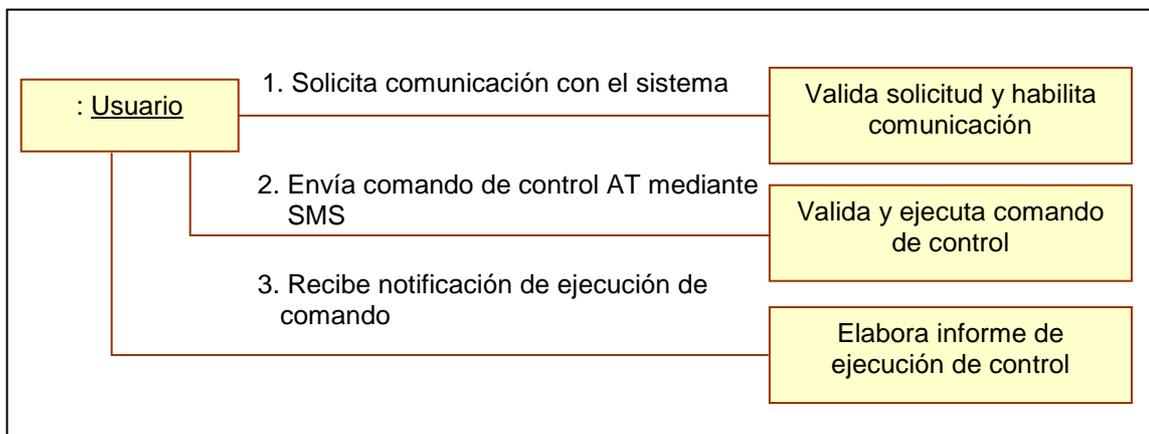 : Usuario
1. Solicita comunicación con el sistema
Valida solicitud y habilita
comunicación
2. Envía comando de control AT mediante
SMS
Valida y ejecuta comando
de control
3. Recibe notificación de ejecución de
comando
Elabora informe de
ejecución de control